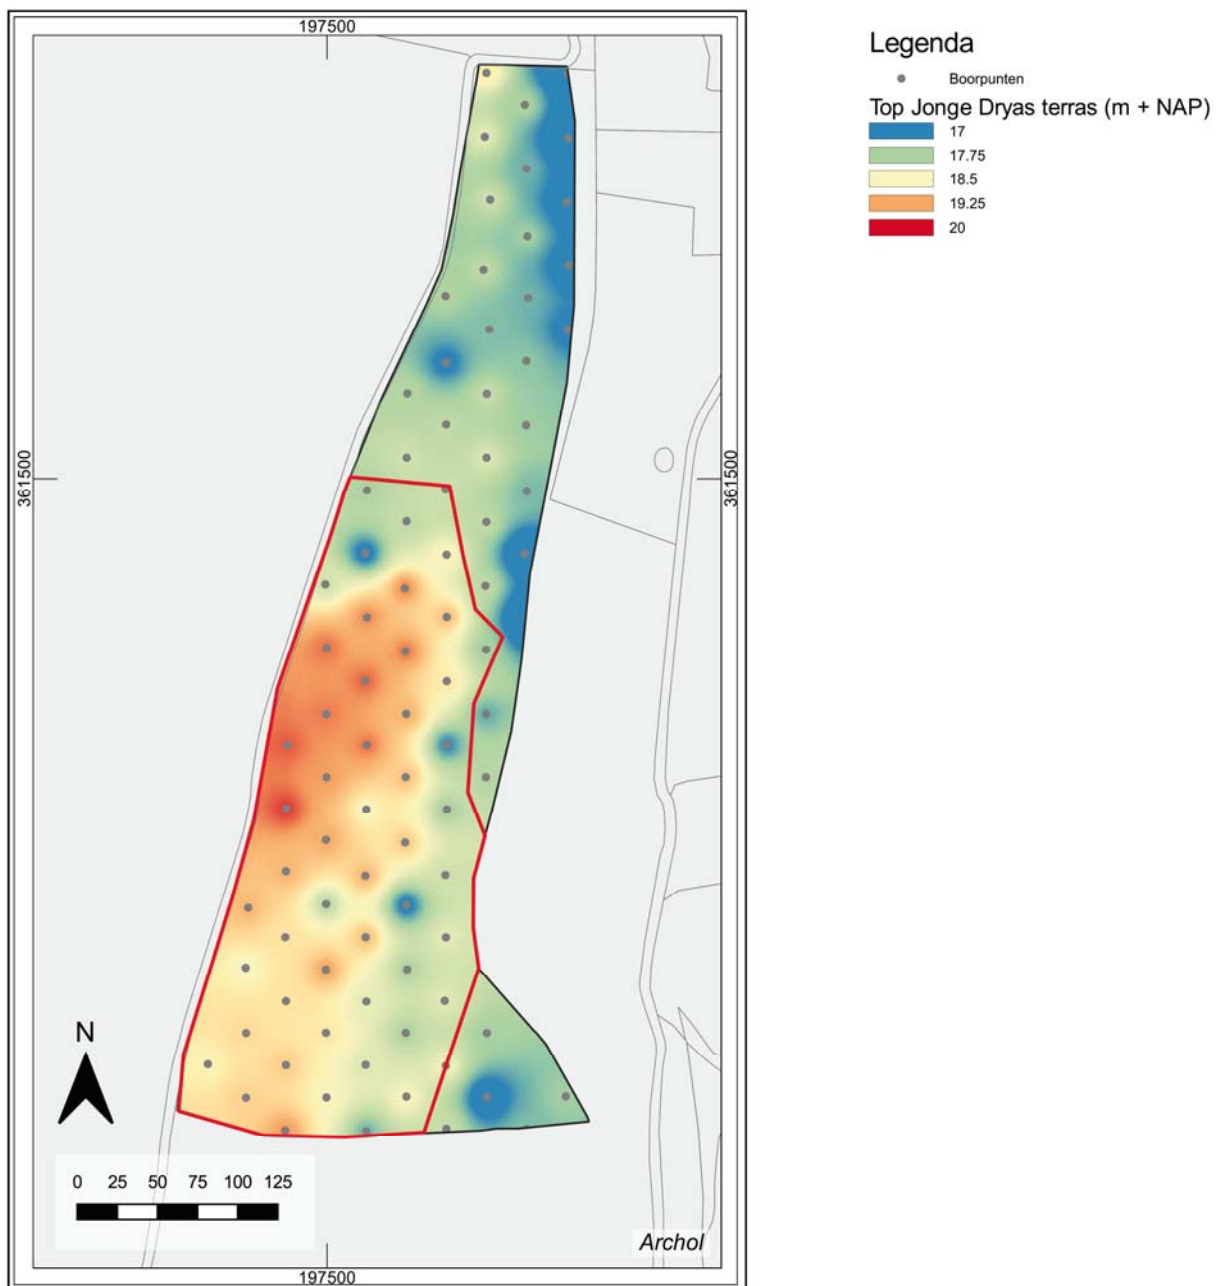 197500
Legenda
Boorpunten
Top Jonge Dryas terras (m + NAP)
17
17.75
18.5
19.25
20
361500
361500
N
0 25 50 75 100 125
Archol
197500